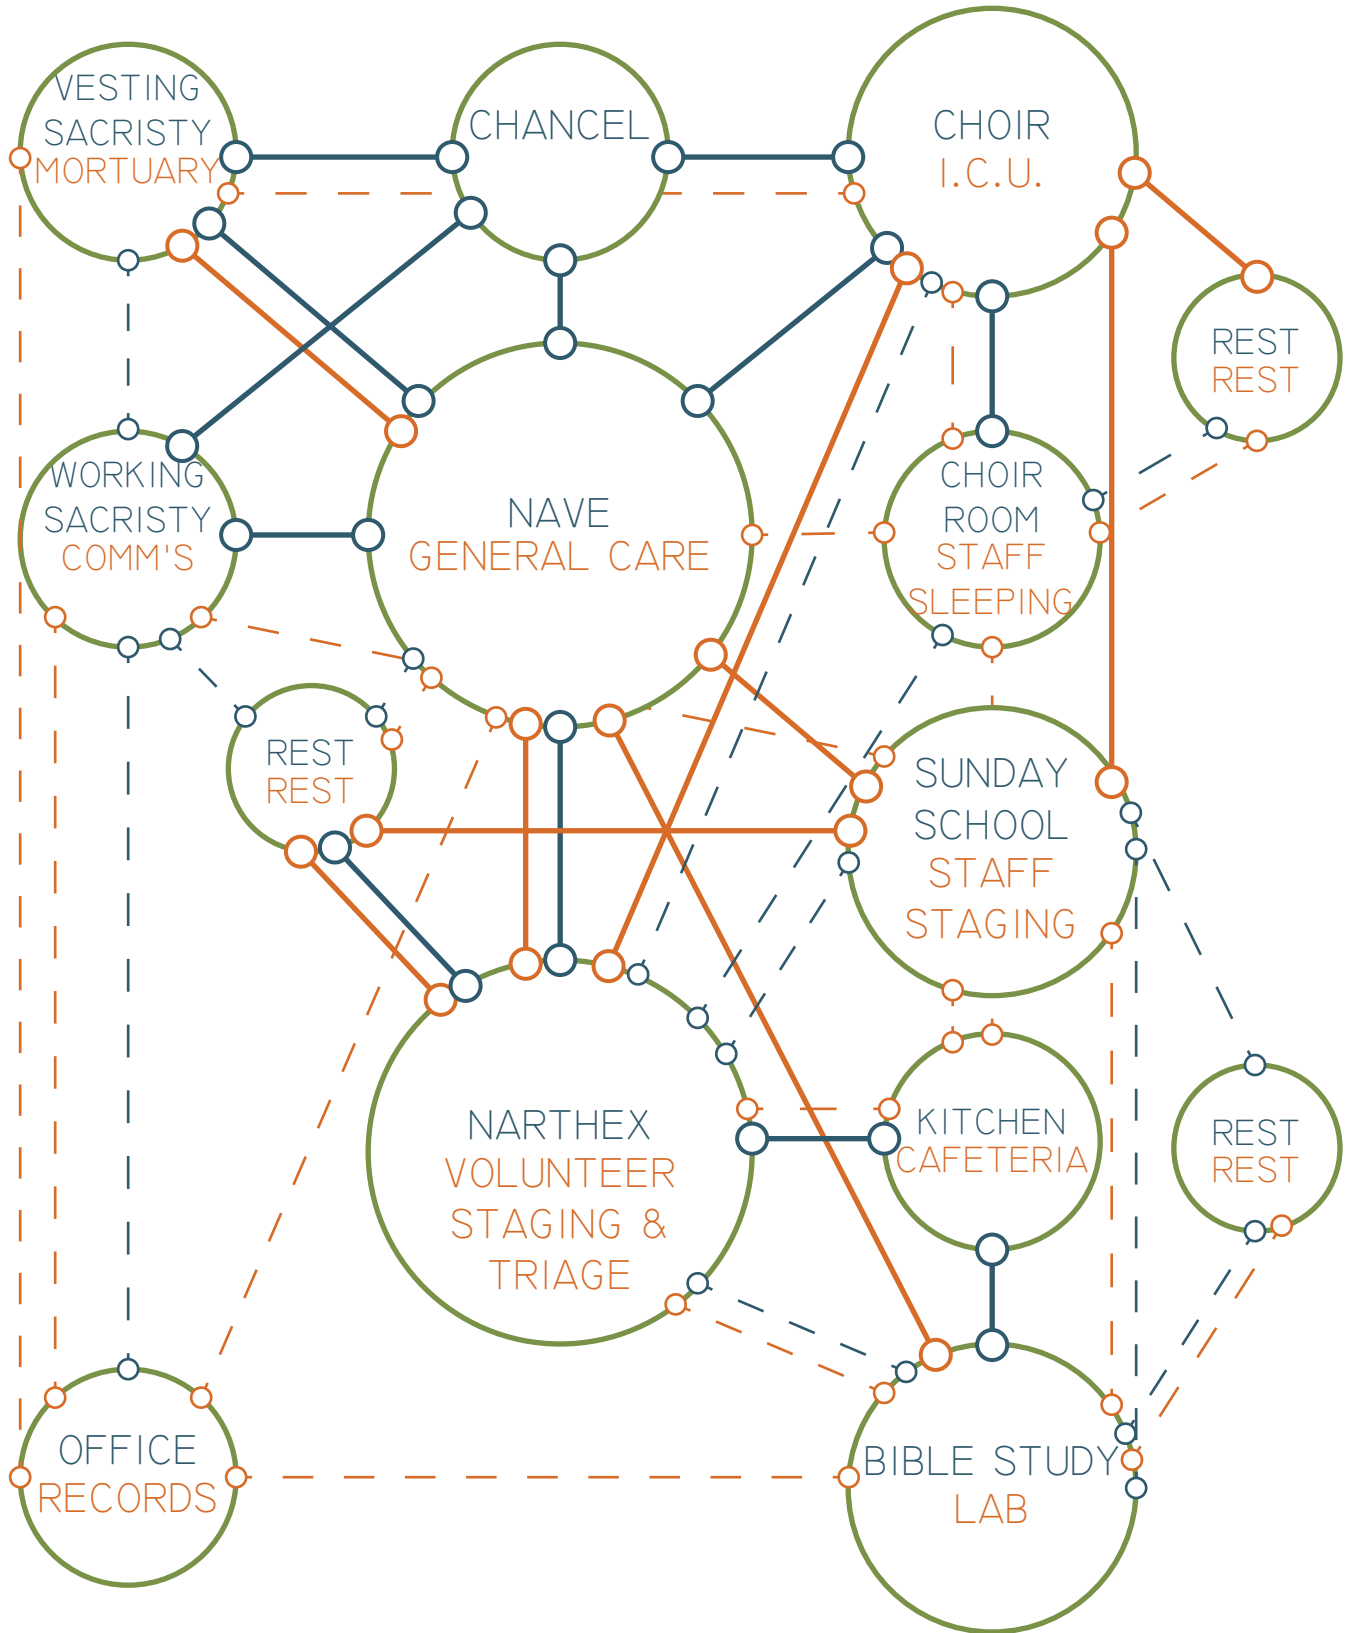 VESTING
SACRISTY
MORTUARY
CHANCEL
CHOIR
I.C.U.
REST
REST
WORKING
SACRISTY
COMM'S
NAVE
GENERAL CARE
CHOIR
ROOM
STAFF
SLEEPING
REST
REST
SUNDAY
SCHOOL
STAFF
STAGING
NARTHEX
VOLUNTEER
STAGING &
TRIAGE
KITCHEN
CAFETERIA
REST
REST
OFFICE
RECORDS
BIBLE STUDY
LAB